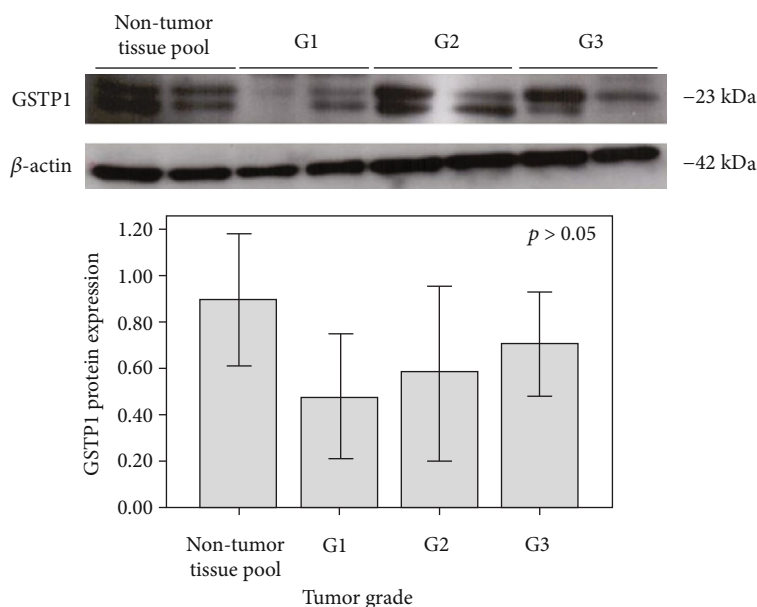 Non-tumor
tissue pool
G1
G2
G3
GSTP1
−23 kDa
β-actin
−42 kDa
GSTP1 protein expression
1.20
1.00
0.80
0.60
0.40
0.20
0.00
p > 0.05
Non-tumor
tissue pool
G1
G2
G3
Tumor grade